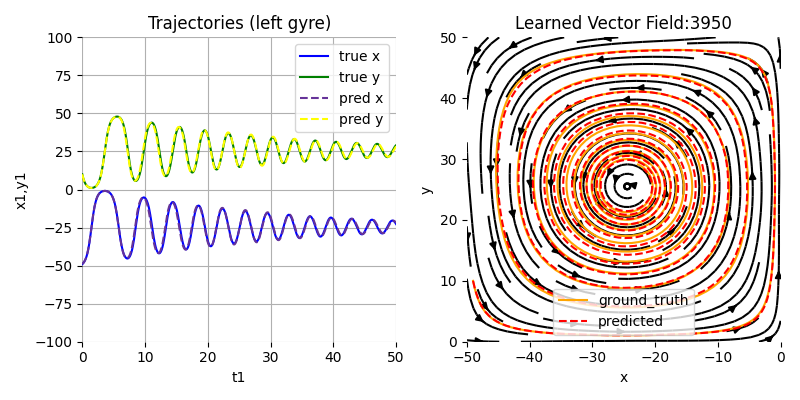 Trajectories (left gyre)
100
75
50
25
0
−25
−50
−75
−100
x1,y1
0
10
20
30
40
50
t1
true x
true y
pred x
pred y
Learned Vector Field:3950
50
40
30
20
10
0
y
−50
−40
−30
−20
−10
0
x
ground_truth
predicted